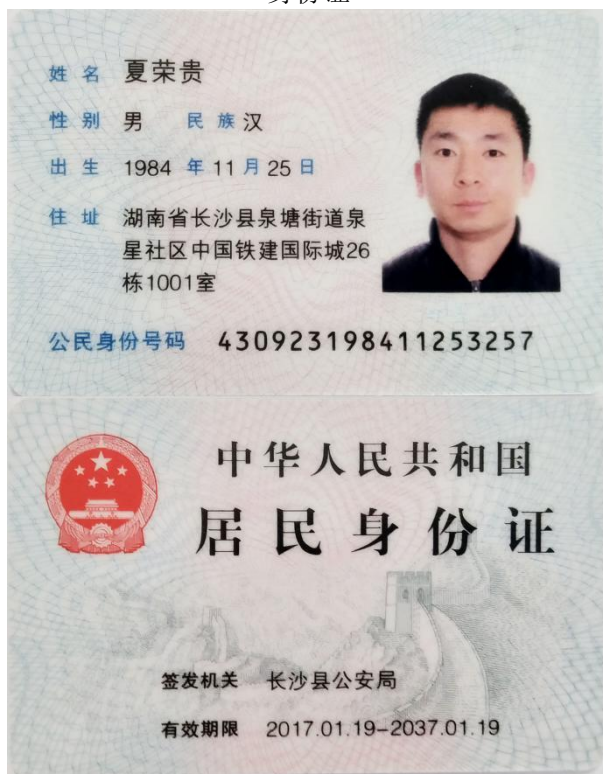 身份证
姓名 夏荣贵
性别 男 民族 汉
出生 1984 年 11 月 25 日
住址 湖南省长沙县泉塘街道泉
星社区中国铁建国际城26
栋1001室
公民身份号码 430923198411253257
中华人民共和国
居民身份证
签发机关 长沙县公安局
有效期限 2017.01.19-2037.01.19